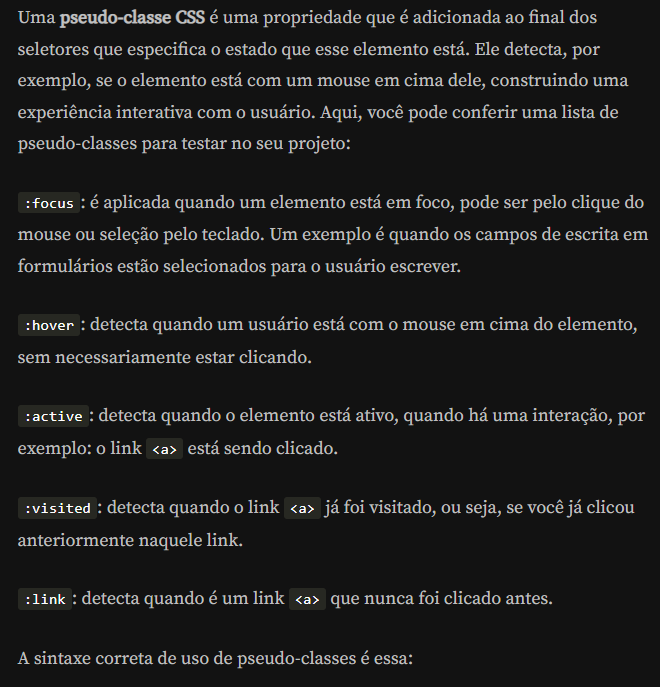 Uma pseudo-classe CSS é uma propriedade que é adicionada ao final dos
seletores que especifica o estado que esse elemento está. Ele detecta, por
exemplo, se o elemento está com um mouse em cima dele, construindo uma
experiência interativa com o usuário. Aqui, você pode conferir uma lista de
pseudo-classes para testar no seu projeto:
:focus: é aplicada quando um elemento está em foco, pode ser pelo clique do
mouse ou seleção pelo teclado. Um exemplo é quando os campos de escrita em
formulários estão selecionados para o usuário escrever.
:hover: detecta quando um usuário está com o mouse em cima do elemento,
sem necessariamente estar clicando.
:active: detecta quando o elemento está ativo, quando há uma interação, por
exemplo: o link <a> está sendo clicado.
:visited: detecta quando o link <a> já foi visitado, ou seja, se você já clicou
anteriormente naquele link.
:link: detecta quando é um link <a> que nunca foi clicado antes.
A sintaxe correta de uso de pseudo-classes é essa: